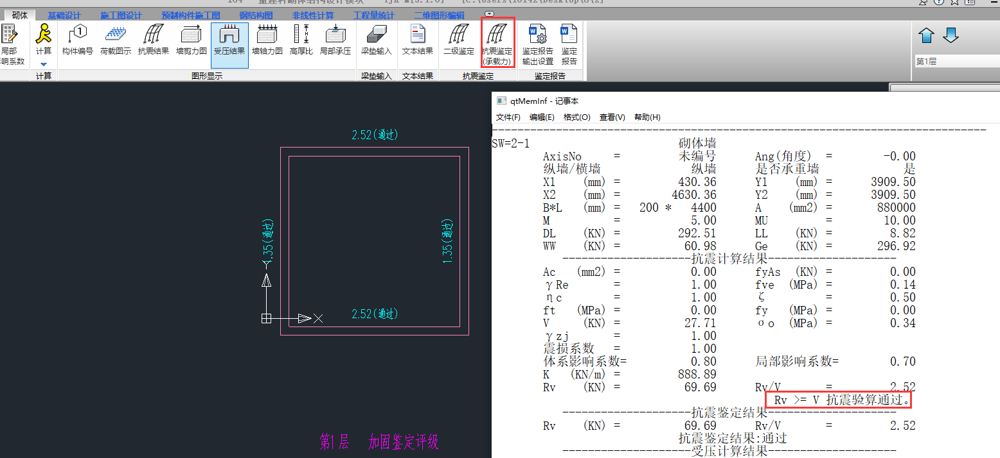 砌体 基础设计 施工图设计 预制构件施工图 钢结构图 非线性计算 工程量统计 二维图形编辑
局部 计算 构件编号 荷载图示 抗震结果 墙剪力图 受压结果 墙轴力图 高厚比 局部承压 梁垫输入 文本结果 二级鉴定 抗震鉴定 鉴定报告 鉴定
响系数 (承载力) 输出设置 报告
第1层
计算 图形显示 梁垫输入 文本结果 抗震鉴定 鉴定报告
qtMemInf - 记事本
文件(F) 编辑(E) 格式(O) 查看(V) 帮助(H)
--------------------------------------------------------------------------------
SW=2-1 砌体墙
AxisNo = 未编号 Ang(角度) = -0.00
纵墙/横墙 纵墙 是否承重墙 是
X1 (mm) = 430.36 Y1 (mm) = 3909.50
X2 (mm) = 4630.36 Y2 (mm) = 3909.50
B*L (mm) = 200 * 4400 A (mm2) = 880000
M = 5.00 MU = 10.00
DL (KN) = 292.51 LL (KN) = 8.82
WW (KN) = 60.98 Ge (KN) = 296.92
--------------------抗震计算结果--------------------
Ac (mm2) = 0.00 fyAs (KN) = 0.00
γRe = 1.00 fve (MPa) = 0.14
ηc = 1.00 ζ = 0.50
ft (MPa) = 0.00 fy (MPa) = 0.00
V (KN) = 27.71 σo (MPa) = 0.34
γzj = 1.00
震损系数 = 1.00
体系影响系数= 0.80 局部影响系数= 0.70
K (KN/m) = 888.89
Rv (KN) = 69.69 Rv/V = 2.52
Rv >= V 抗震验算通过。
--------------------抗震鉴定结果--------------------
Rv (KN) = 69.69 Rv/V = 2.52
抗震鉴定结果:通过
--------------------受压计算结果--------------------
2.52(通过)
.35(通过)
1.35(通过)
Y
X
2.52(通过)
第1层 加固鉴定评级